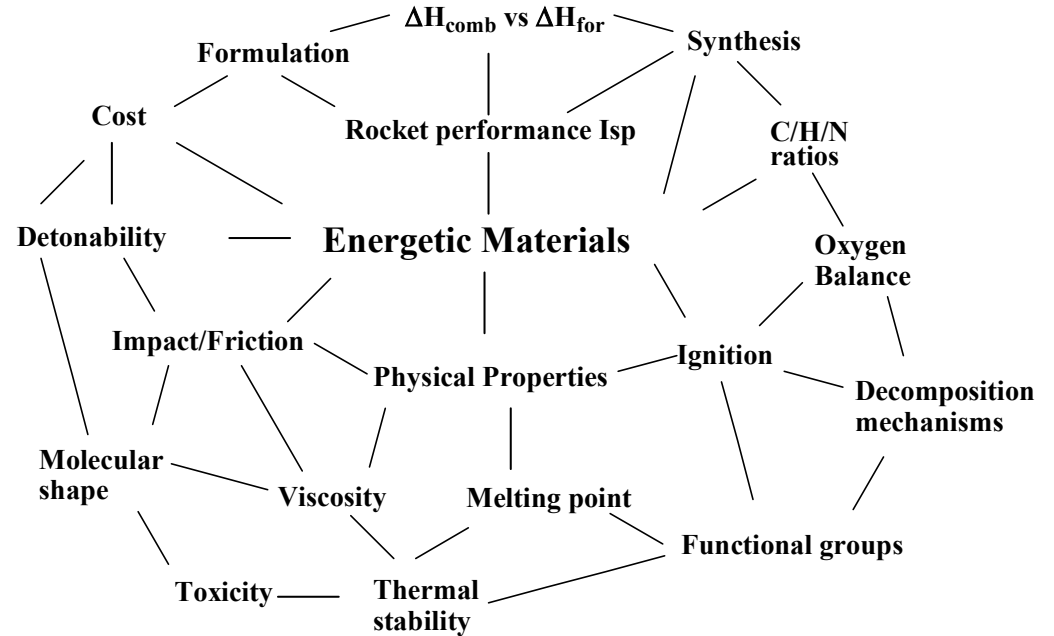 ΔHcomb vs ΔHfor
Formulation
Synthesis
Cost
Rocket performance Isp
C/H/N
ratios
Detonability
Energetic Materials
Oxygen
Balance
Impact/Friction
Ignition
Physical Properties
Decomposition
mechanisms
Molecular
shape
Viscosity
Melting point
Functional groups
Toxicity
Thermal
stability